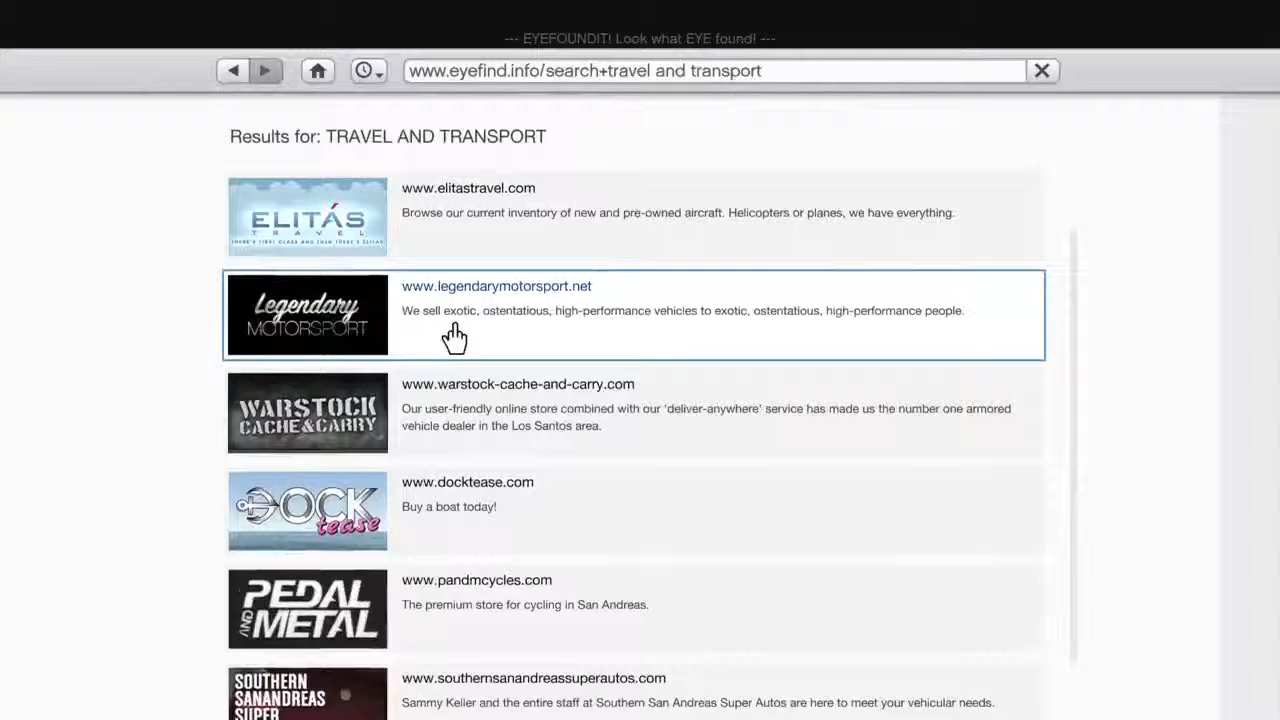 --- EYEFOUNDIT! Look what EYE found! ---
www.eyefind.info/search+travel and transport
Results for: TRAVEL AND TRANSPORT
ELITÁS
TRAVEL
THERE'S FIRST CLASS AND THEN THERE'S ELITAS
www.elitastravel.com
Browse our current inventory of new and pre-owned aircraft. Helicopters or planes, we have everything.
Legendary
MOTORSPORT
www.legendarymotorsport.net
We sell exotic, ostentatious, high-performance vehicles to exotic, ostentatious, high-performance people.
WARSTOCK
CACHE&CARRY
www.warstock-cache-and-carry.com
Our user-friendly online store combined with our 'deliver-anywhere' service has made us the number one armored
vehicle dealer in the Los Santos area.
DOCK
tease
www.docktease.com
Buy a boat today!
PEDAL
AND METAL
www.pandmcycles.com
The premium store for cycling in San Andreas.
SOUTHERN
SANANDREAS
SUPER
www.southernsanandreassuperautos.com
Sammy Keller and the entire staff at Southern San Andreas Super Autos are here to meet your vehicular needs.